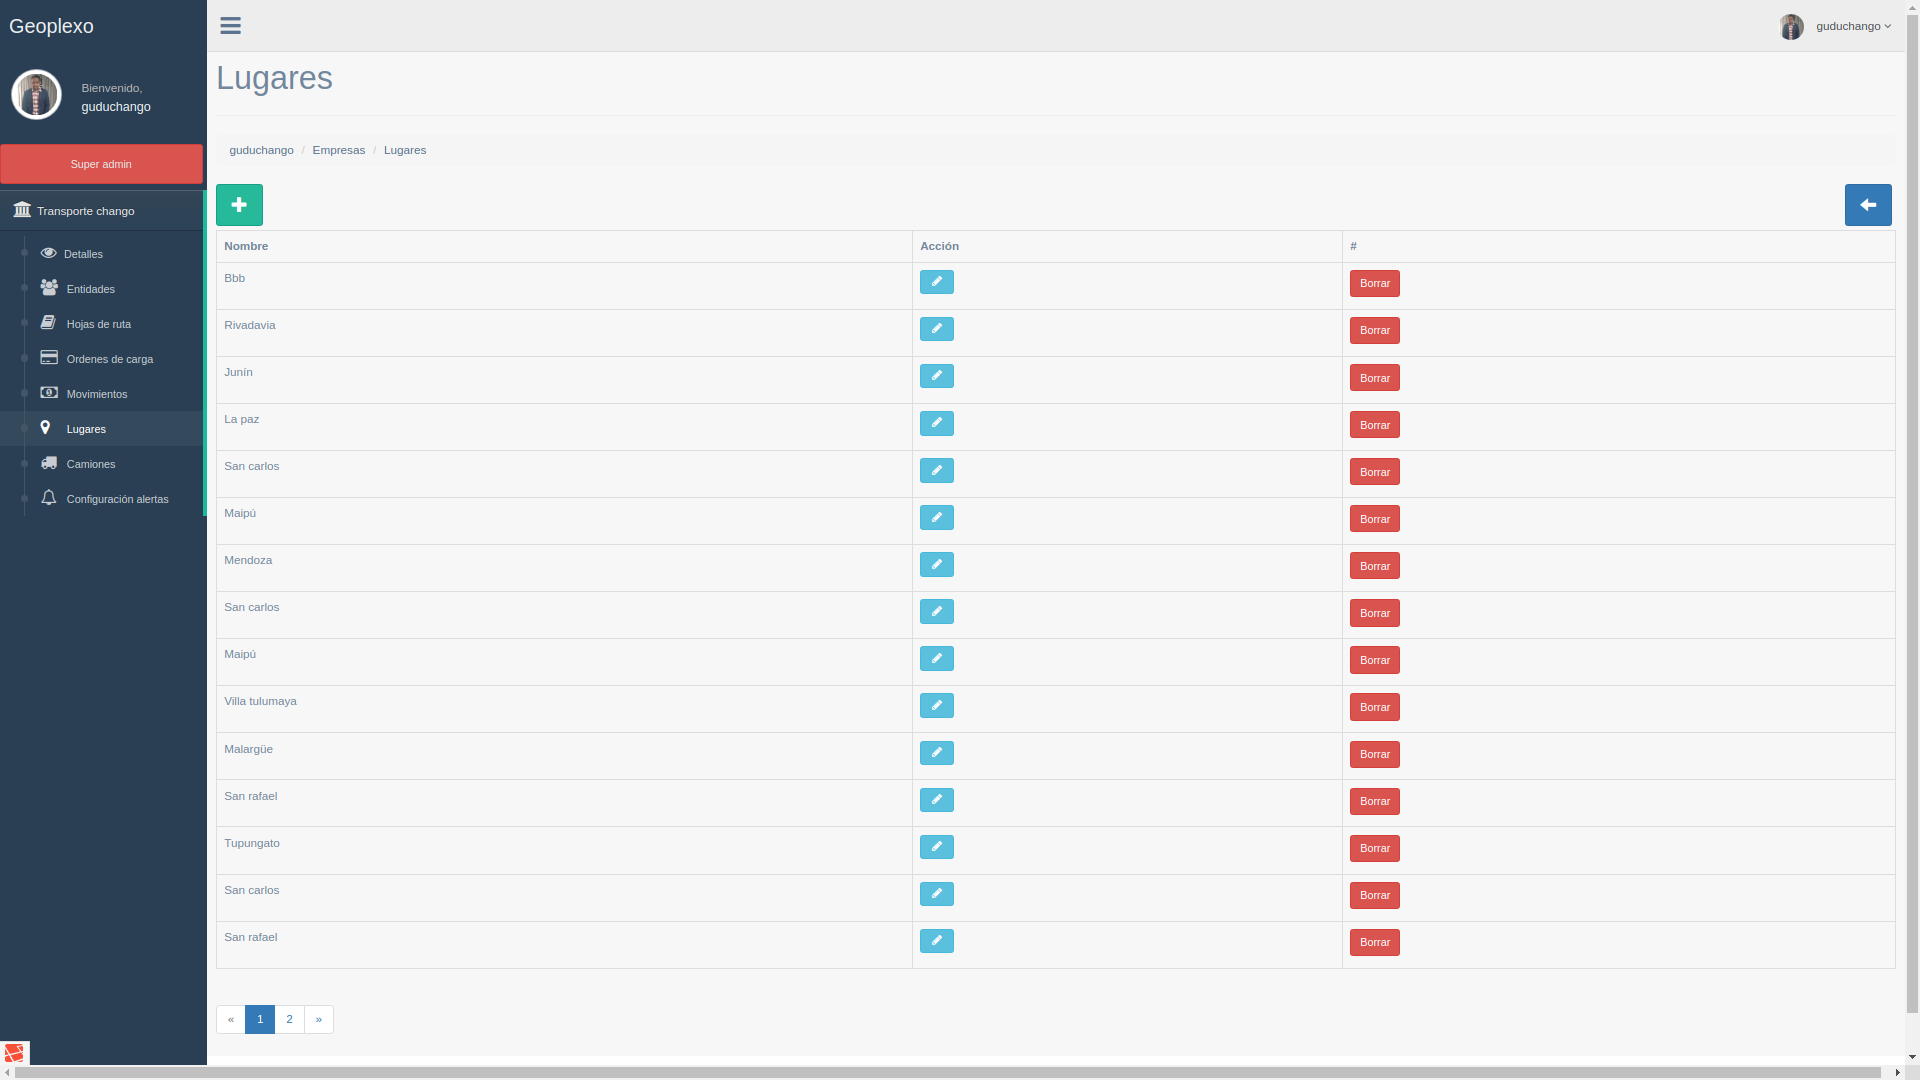 Geoplexo
guduchango
Bienvenido,
guduchango
Super admin
Transporte chango
Detalles
Entidades
Hojas de ruta
Ordenes de carga
Movimientos
Lugares
Camiones
Configuración alertas
Lugares
guduchango / Empresas / Lugares
Nombre Acción #
Bbb Borrar
Rivadavia Borrar
Junín Borrar
La paz Borrar
San carlos Borrar
Maipú Borrar
Mendoza Borrar
San carlos Borrar
Maipú Borrar
Villa tulumaya Borrar
Malargüe Borrar
San rafael Borrar
Tupungato Borrar
San carlos Borrar
San rafael Borrar
« 1 2 »